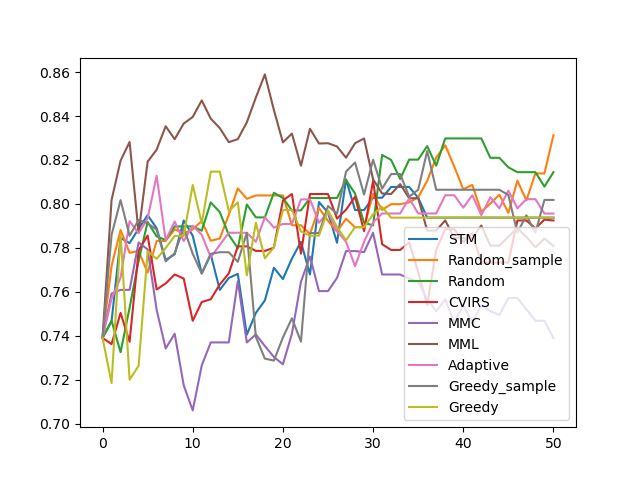 0.86
0.84
0.82
0.80
0.78
0.76
0.74
0.72
0.70
0
10
20
30
40
50
STM
Random_sample
Random
CVIRS
MMC
MML
Adaptive
Greedy_sample
Greedy